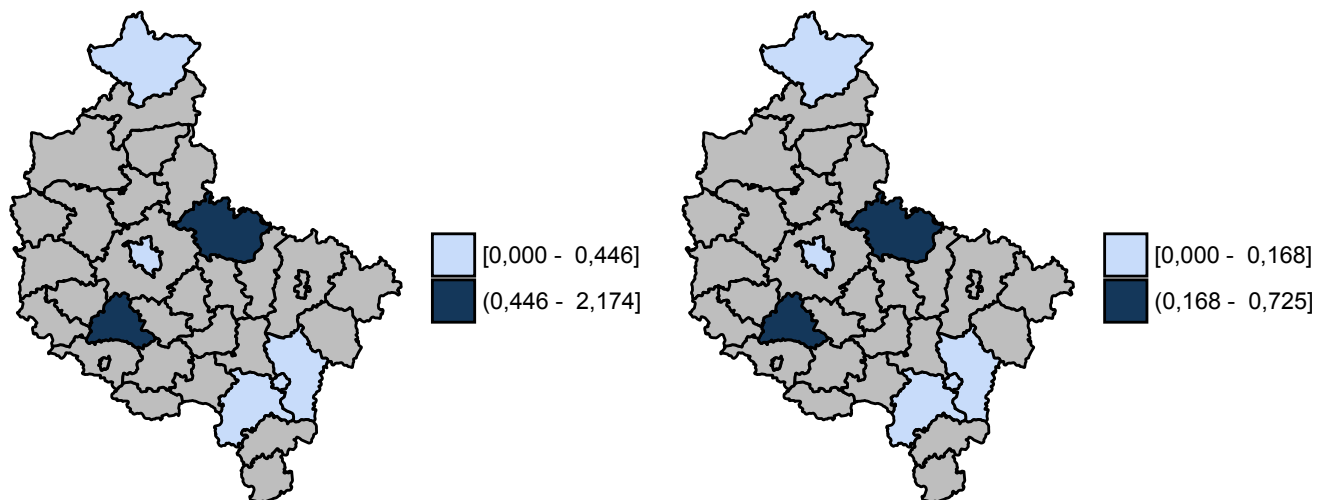 [0,000 - 0,446]
(0,446 - 2,174]
[0,000 - 0,168]
(0,168 - 0,725]